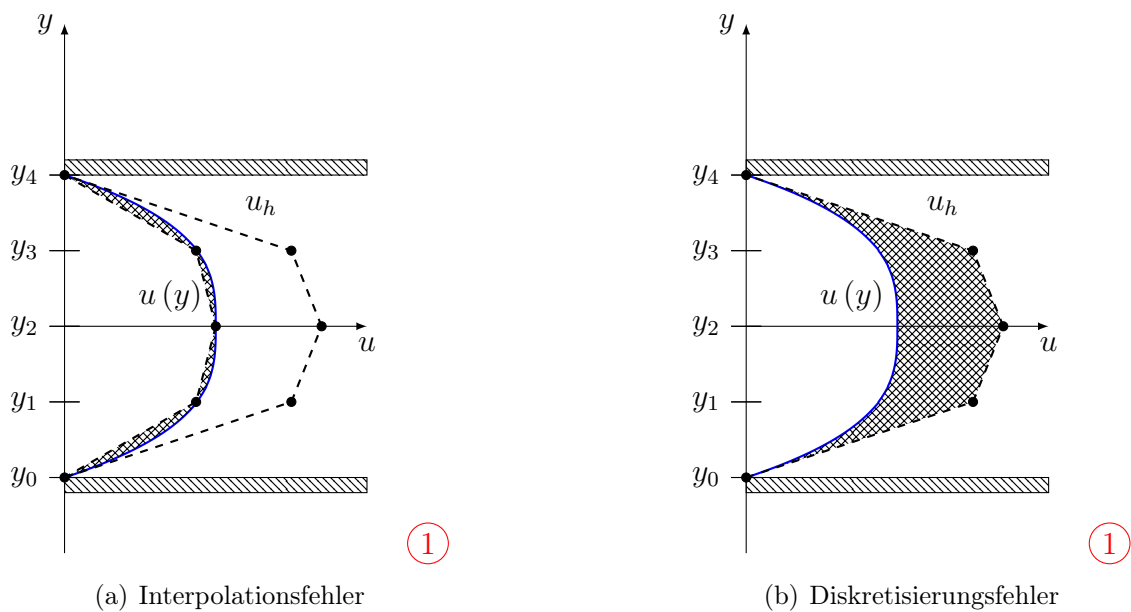 y
y₄
u_h
y₃
u (y)
y₂
u
y₁
y₀
1
(a) Interpolationsfehler
y
y₄
u_h
y₃
u (y)
y₂
u
y₁
y₀
1
(b) Diskretisierungsfehler